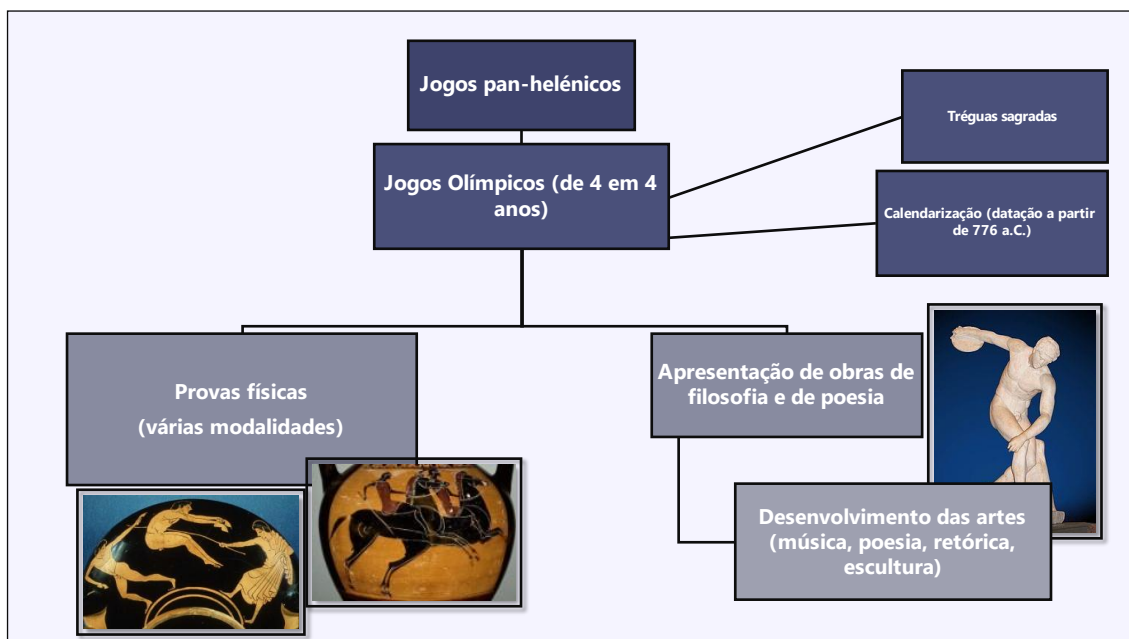 Jogos pan-helénicos
Tréguas sagradas
Jogos Olímpicos (de 4 em 4
anos)
Calendarização (datação a partir
de 776 a.C.)
Provas físicas
(várias modalidades)
Apresentação de obras de
filosofia e de poesia
Desenvolvimento das artes
(música, poesia, retórica,
escultura)